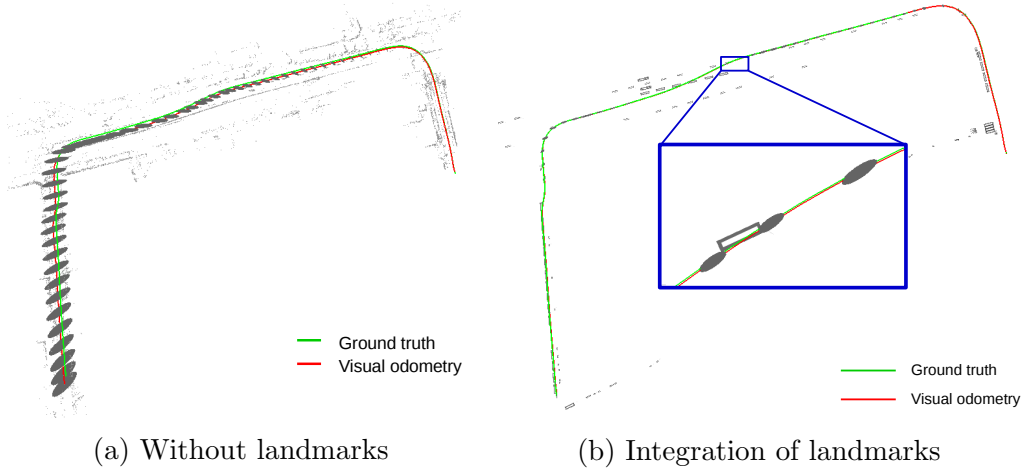 Ground truth
Visual odometry
Ground truth
Visual odometry
(a) Without landmarks
(b) Integration of landmarks